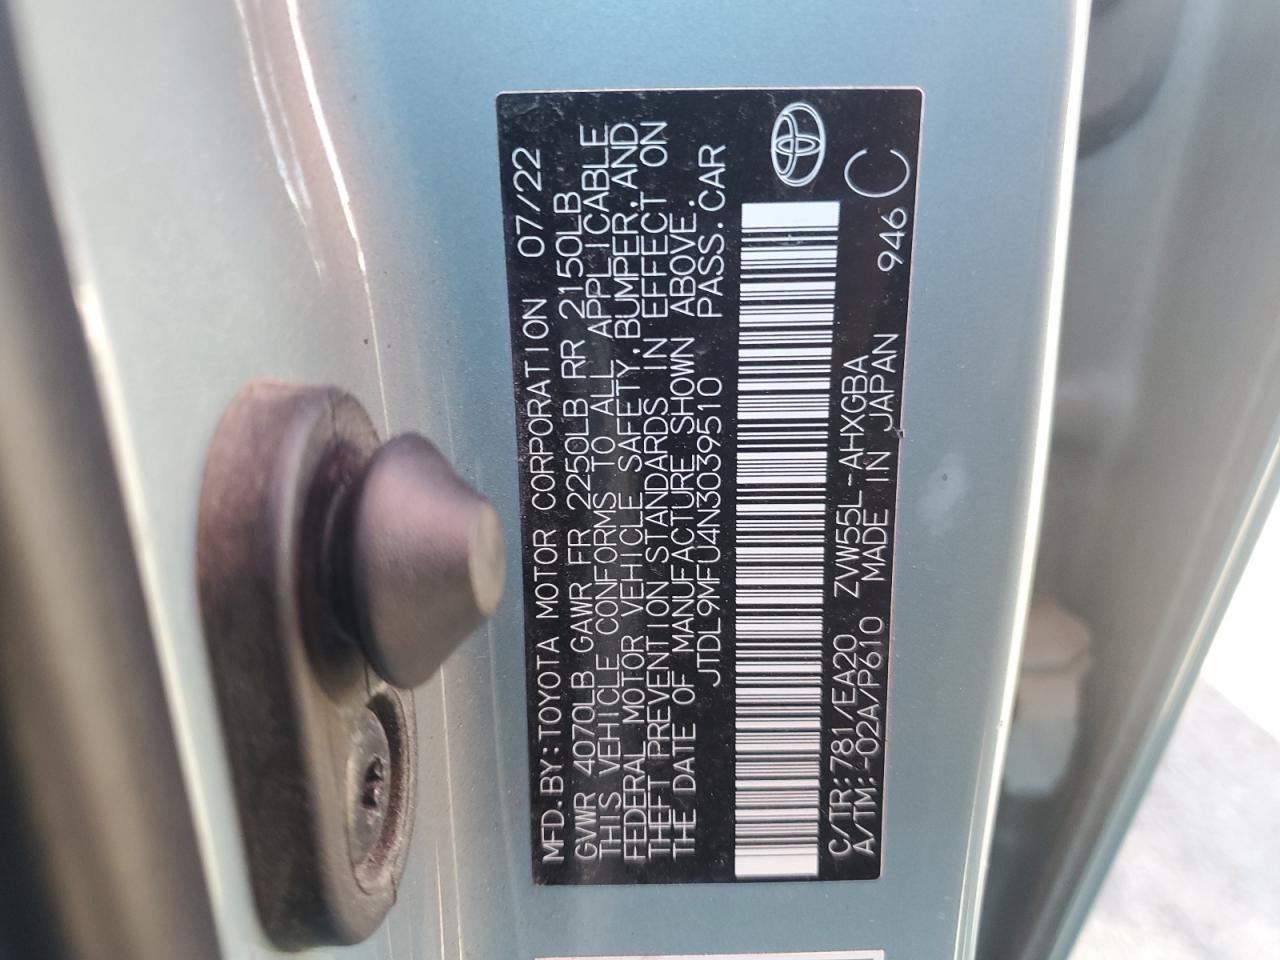 MFD.BY:TOYOTA MOTOR CORPORATION 07/22
GVWR 4070LB GAWR FR 2250LB RR 2150LB
THIS VEHICLE CONFORMS TO ALL APPLICABLE
FEDERAL MOTOR VEHICLE SAFETY,BUMPER,AND
THEFT PREVENTION STANDARDS IN EFFECT ON
THE DATE OF MANUFACTURE SHOWN ABOVE.
JTDL9MFU4N3039510 PASS.CAR
C/TR:781/EA20 ZVW55L-AHXGBA 946 C
A/TM:-02A/P610 MADE IN JAPAN